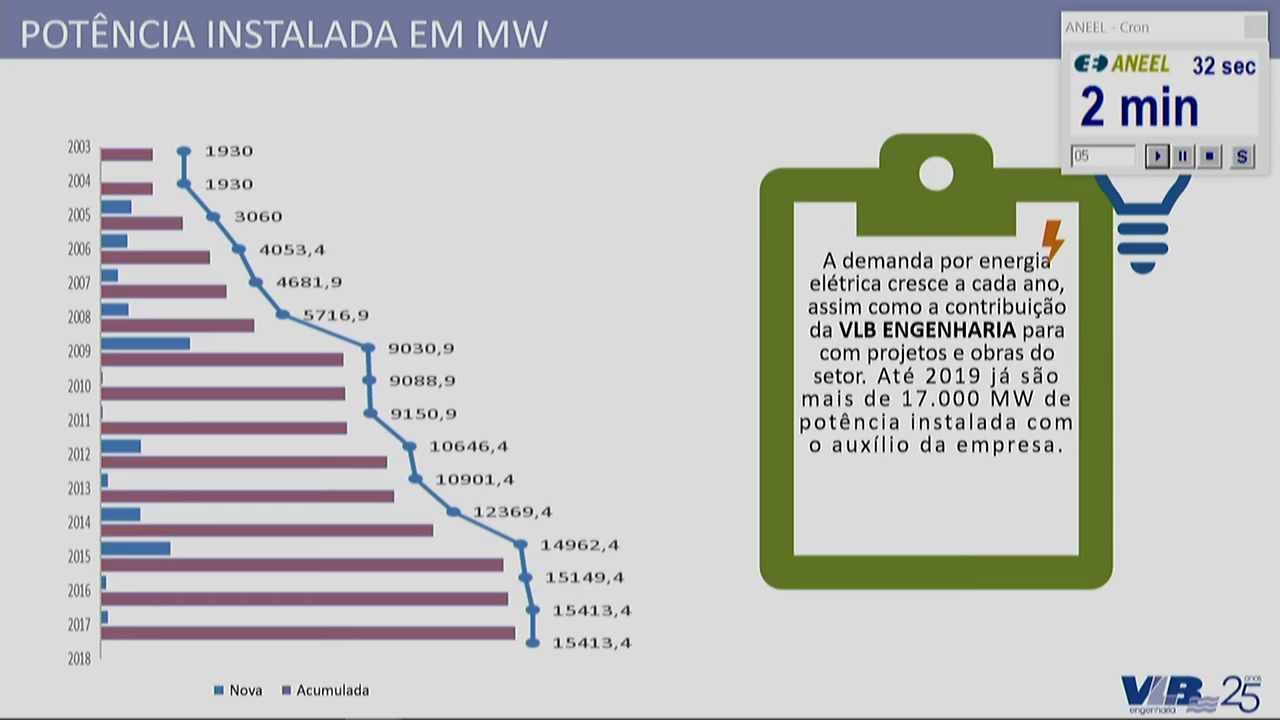 POTÊNCIA INSTALADA EM MW
ANEEL - Cron
ANEEL
32 sec
2 min
05
S
2003
2004
2005
2006
2007
2008
2009
2010
2011
2012
2013
2014
2015
2016
2017
2018
1930
1930
3060
4053,4
4681,9
5716,9
9030,9
9088,9
9150,9
10646,4
10901,4
12369,4
14962,4
15149,4
15413,4
15413,4
Nova
Acumulada
A demanda por energia
elétrica cresce a cada ano,
assim como a contribuição
da VLB ENGENHARIA para
com projetos e obras do
setor. Até 2019 já são
mais de 17.000 MW de
potência instalada com
o auxílio da empresa.
VLB
engenharia
25
anos